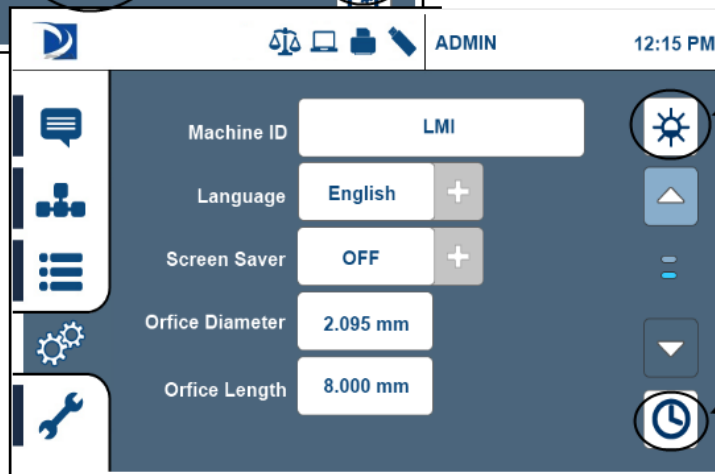 ADMIN
12:15 PM
Machine ID
LMI
Language
English
Screen Saver
OFF
Orfice Diameter
2.095 mm
Orfice Length
8.000 mm